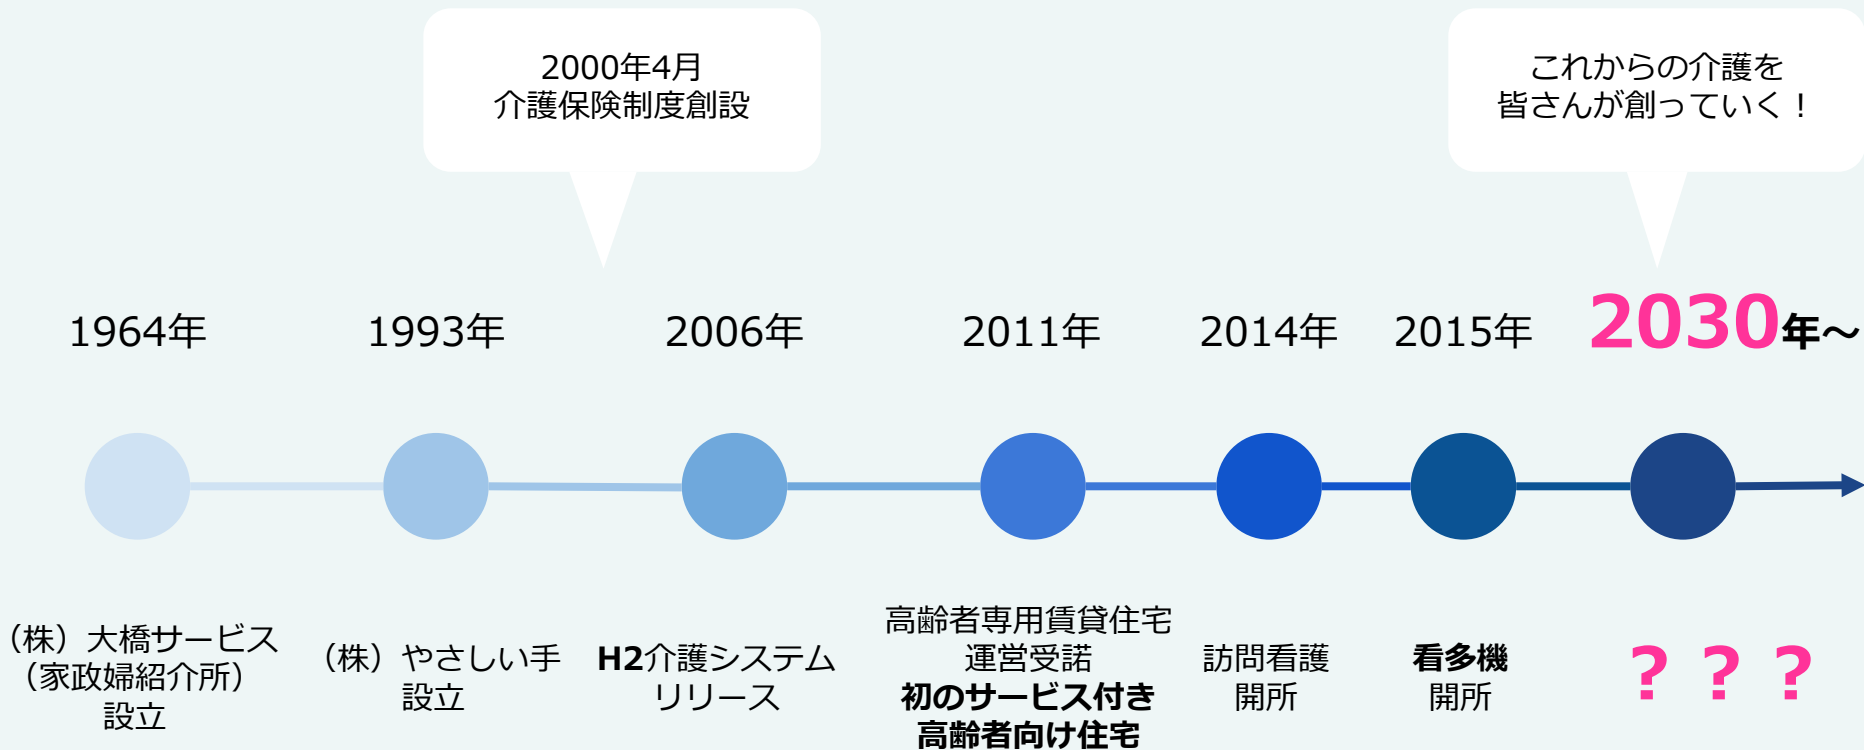 2000年4月
介護保険制度創設
これからの介護を
皆さんが創っていく！
1964年
1993年
2006年
2011年
2014年
2015年
2030年～
（株）大橋サービス
（家政婦紹介所）
設立
（株）やさしい手
設立
H2介護システム
リリース
高齢者専用賃貸住宅
運営受諾
初のサービス付き
高齢者向け住宅
訪問看護
開所
看多機
開所
？？？